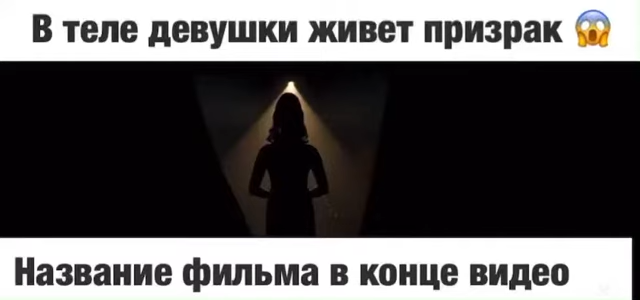 В теле девушки живет призрак 😱
Название фильма в конце видео